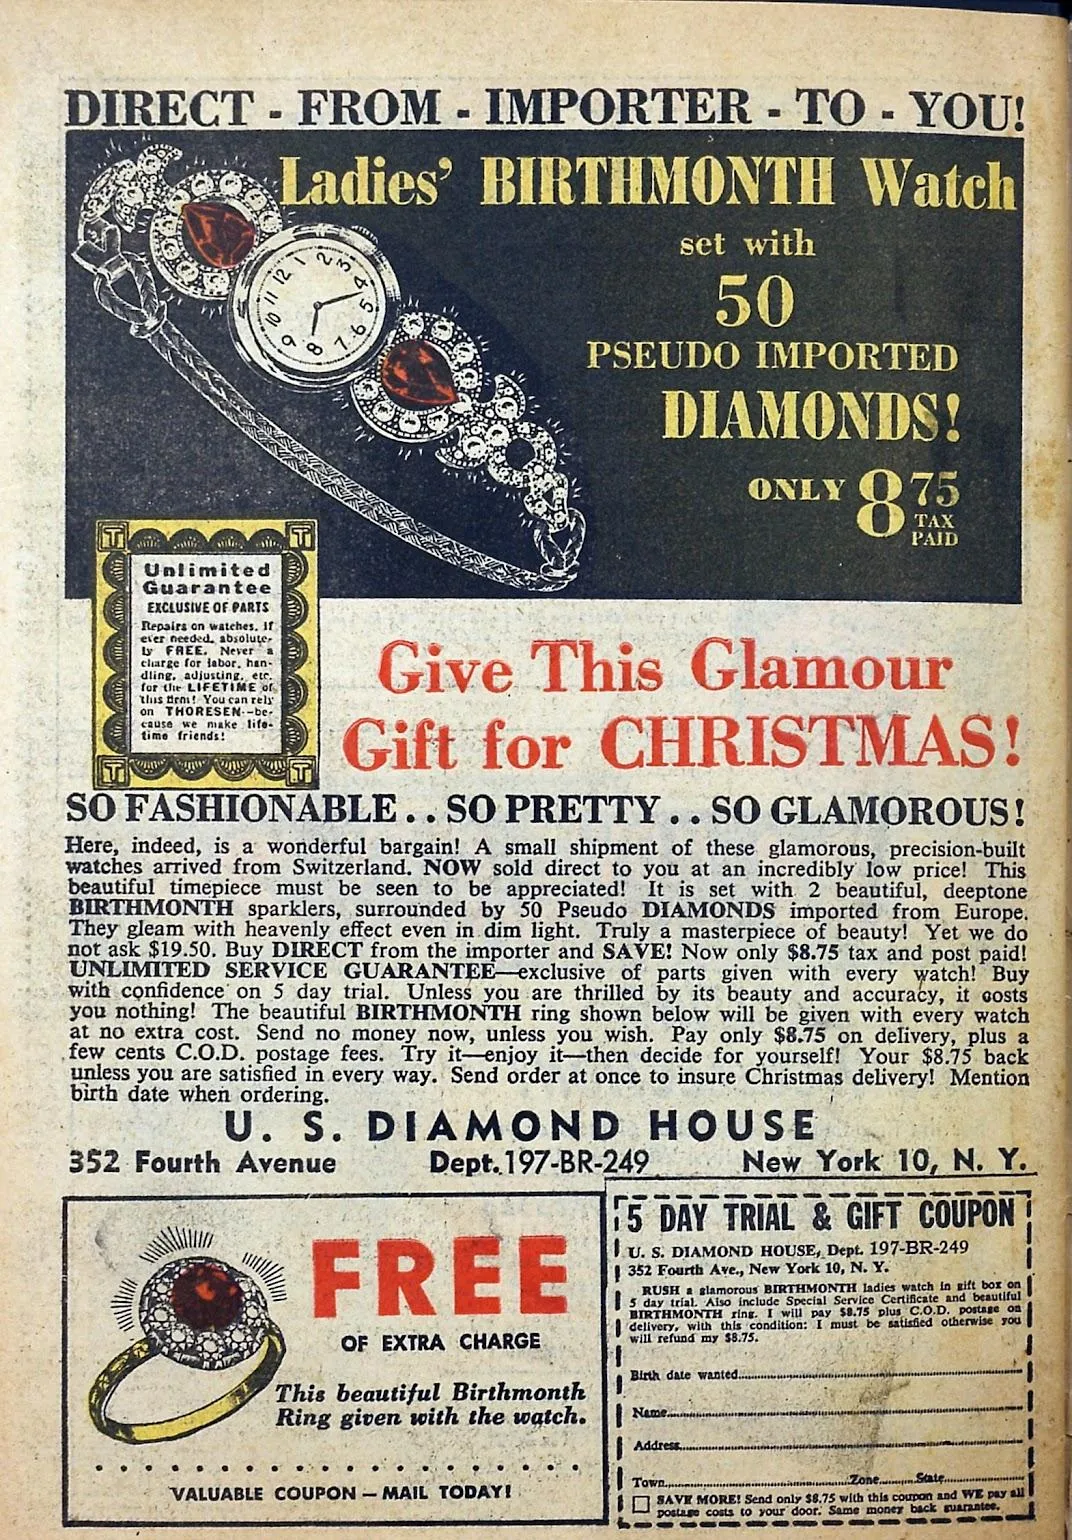 DIRECT - FROM - IMPORTER - TO - YOU!
Ladies' BIRTHMONTH Watch
set with
50
PSEUDO IMPORTED
DIAMONDS!
ONLY 8 75
TAX
PAID
12 1 2 3 4 5 6 7 8 9 10 11
T T
Unlimited
Guarantee
EXCLUSIVE OF PARTS
Repairs on watches, if
ever needed, absolute-
ly FREE. Never a
charge for labor, han-
dling, adjusting, etc.
for the LIFETIME of
this firm! You can rely
on THORESEN--be-
cause we make life-
time friends!
T T
Give This Glamour
Gift for CHRISTMAS!
SO FASHIONABLE . . SO PRETTY . . SO GLAMOROUS!
Here, indeed, is a wonderful bargain! A small shipment of these glamorous, precision-built
watches arrived from Switzerland. NOW sold direct to you at an incredibly low price! This
beautiful timepiece must be seen to be appreciated! It is set with 2 beautiful, deeptone
BIRTHMONTH sparklers, surrounded by 50 Pseudo DIAMONDS imported from Europe.
They gleam with heavenly effect even in dim light. Truly a masterpiece of beauty! Yet we do
not ask $19.50. Buy DIRECT from the importer and SAVE! Now only $8.75 tax and post paid!
UNLIMITED SERVICE GUARANTEE—exclusive of parts given with every watch! Buy
with confidence on 5 day trial. Unless you are thrilled by its beauty and accuracy, it costs
you nothing! The beautiful BIRTHMONTH ring shown below will be given with every watch
at no extra cost. Send no money now, unless you wish. Pay only $8.75 on delivery, plus a
few cents C.O.D. postage fees. Try it—enjoy it—then decide for yourself! Your $8.75 back
unless you are satisfied in every way. Send order at once to insure Christmas delivery! Mention
birth date when ordering.
U. S. DIAMOND HOUSE
352 Fourth Avenue Dept. 197-BR-249 New York 10, N. Y.
FREE
OF EXTRA CHARGE
This beautiful Birthmonth
Ring given with the watch.
VALUABLE COUPON — MAIL TODAY!
5 DAY TRIAL & GIFT COUPON
U. S. DIAMOND HOUSE, Dept. 197-BR-249
352 Fourth Ave., New York 10, N. Y.
RUSH a glamorous BIRTHMONTH ladies watch in gift box on
5 day trial. Also include Special Service Certificate and beautiful
BIRTHMONTH ring. I will pay $8.75 plus C.O.D. postage on
delivery, with this condition: I must be satisfied otherwise you
will refund my $8.75.
Birth date wanted
Name
Address
Town Zone State
SAVE MORE! Send only $8.75 with this coupon and WE pay all
postage costs to your door. Same money back guarantee.